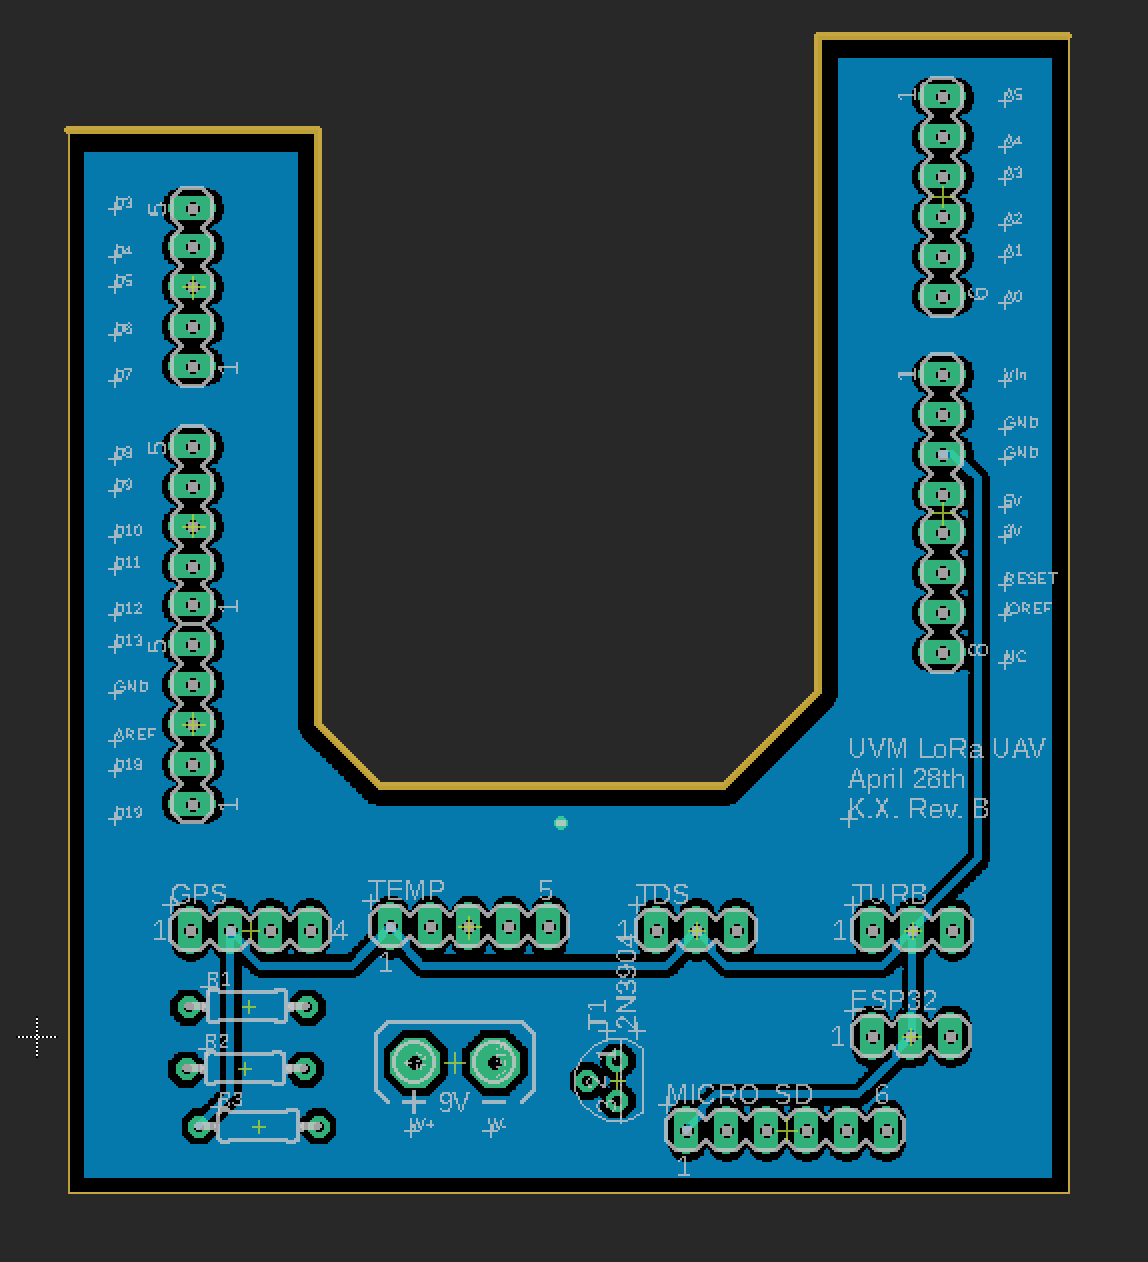 1
A5
A4
A3
A2
A1
6
A0
D3
5
D4
D5
D6
D7
1
1
VIn
GND
GND
5V
3V
RESET
IOREF
8
NC
D8
5
D9
D10
D11
D12
1
D13
5
GND
AREF
D18
D19
1
UVM LoRa UAV
April 28th
K.X. Rev. B
GPS
1
4
TEMP
5
1
TDS
1
TURB
1
R1
R2
R3
9V
T1
2N3904
1
2
3
ESP32
1
MICRO SD
6
1